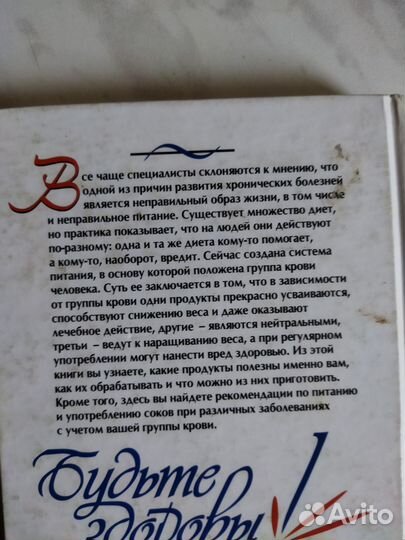 Все чаще специалисты склоняются к мнению, что
одной из причин развития хронических болезней
является неправильный образ жизни, в том числе
и неправильное питание. Существует множество диет,
но практика показывает, что на людей они действуют
по-разному: одна и та же диета кому-то помогает,
а кому-то, наоборот, вредит. Сейчас создана система
питания, в основу которой положена группа крови
человека. Суть ее заключается в том, что в зависимости
от группы крови одни продукты прекрасно усваиваются,
способствуют снижению веса и даже оказывают
лечебное действие, другие – являются нейтральными,
третьи – ведут к наращиванию веса, а при регулярном
употреблении могут нанести вред здоровью. Из этой
книги вы узнаете, какие продукты полезны именно вам,
как их обрабатывать и что можно из них приготовить.
Кроме того, здесь вы найдете рекомендации по питанию
и употреблению соков при различных заболеваниях
с учетом вашей группы крови.
Будьте
здоровы!
Avito